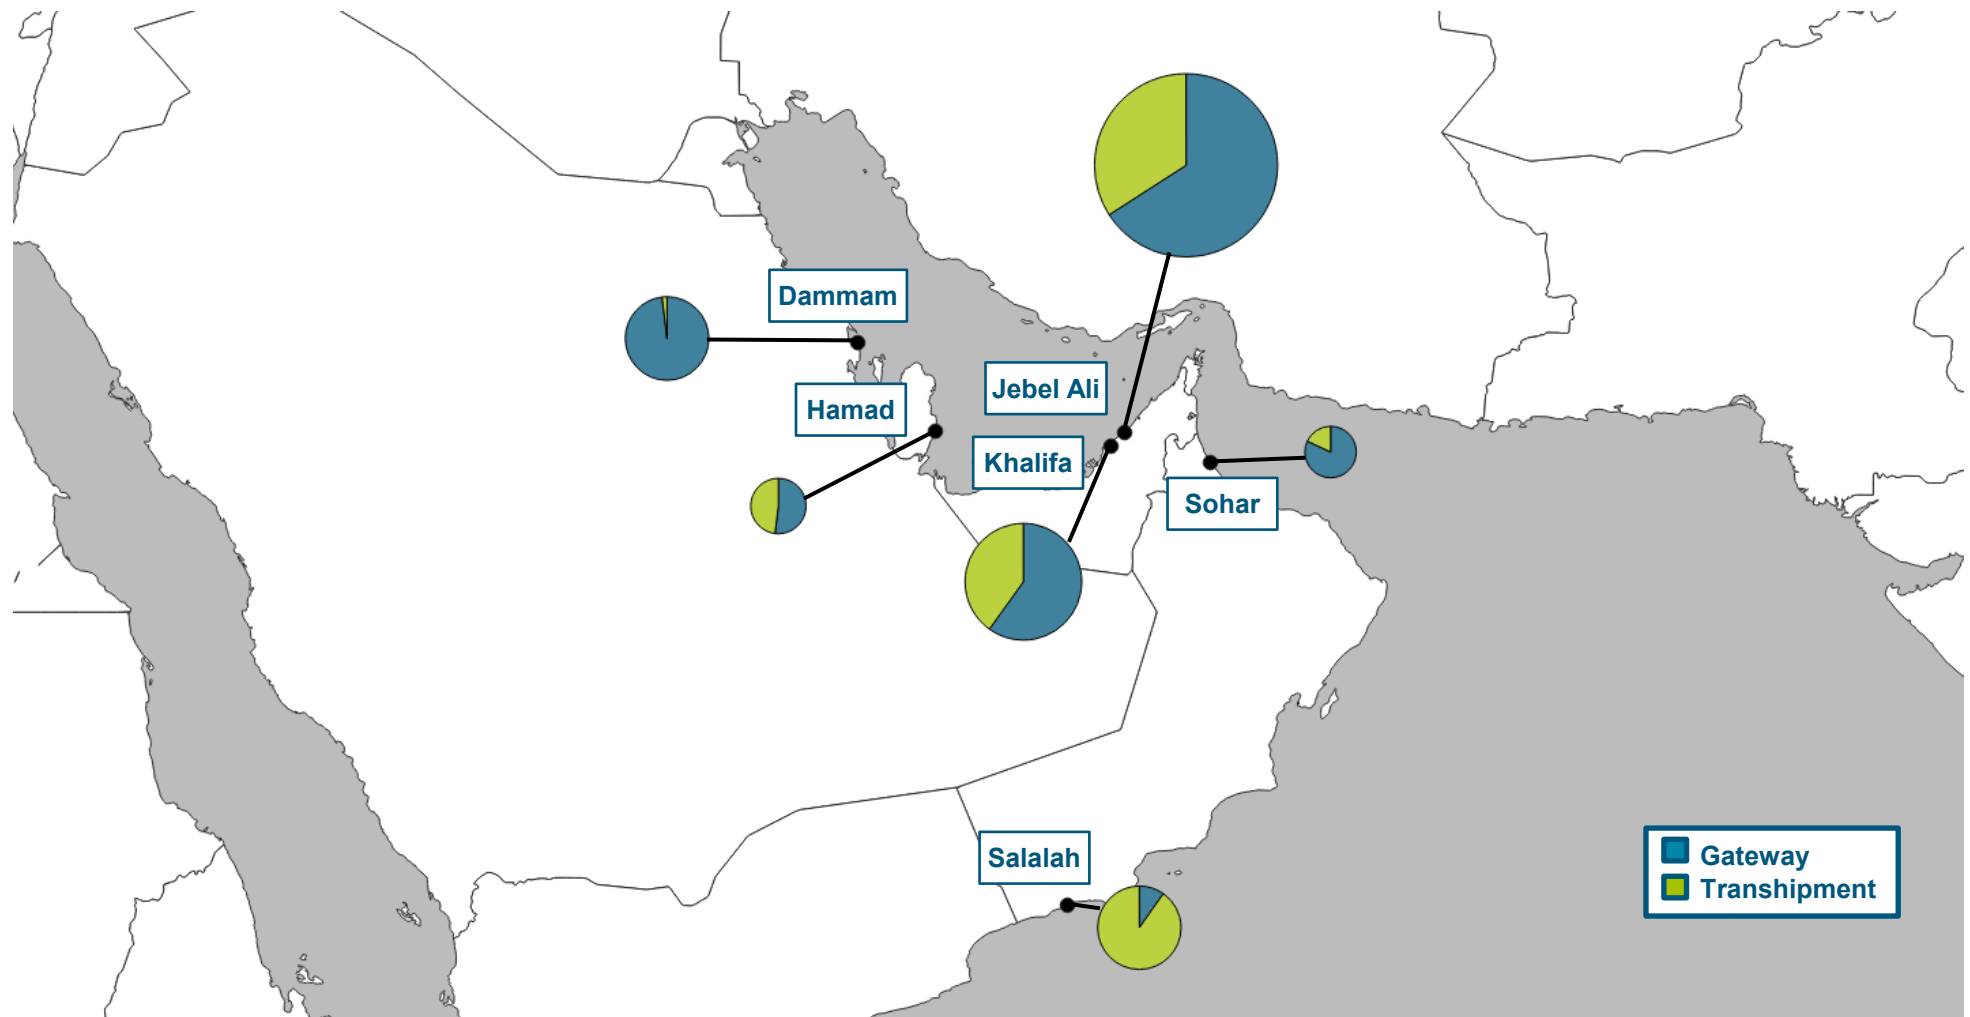 Dammam
Jebel Ali
Hamad
Khalifa
Sohar
Salalah
Gateway
Transhipment